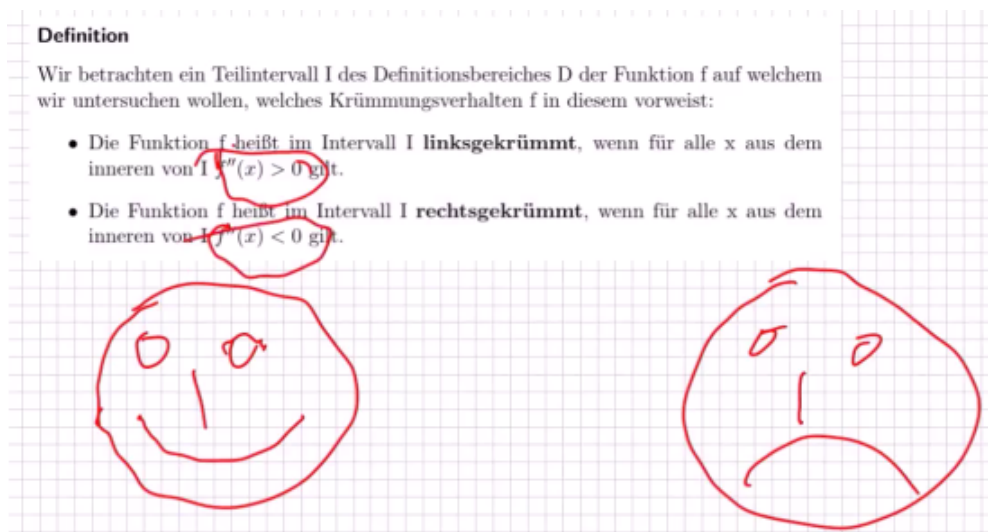 Definition
Wir betrachten ein Teilintervall I des Definitionsbereiches D der Funktion f auf welchem
wir untersuchen wollen, welches Krümmungsverhalten f in diesem vorweist:
• Die Funktion f heißt im Intervall I linksgekrümmt, wenn für alle x aus dem
inneren von I f''(x) > 0 gilt.
• Die Funktion f heißt im Intervall I rechtsgekrümmt, wenn für alle x aus dem
inneren von I f''(x) < 0 gilt.